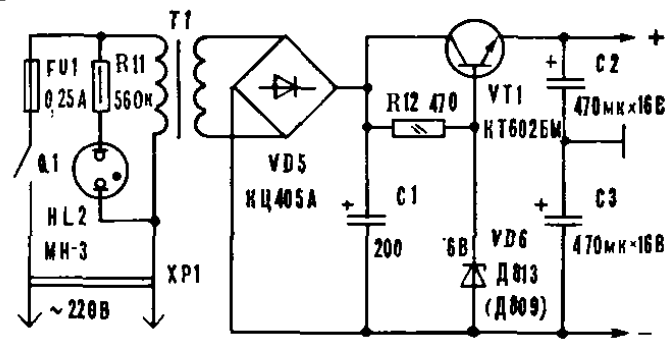 T1
+
FU1
0,25А
R11
560к
C2
R12 470
VT1
КТ602БМ
470мк×16В
Q1
VD5
КЦ405А
HL2
МН-3
C1
200
C3
6В
VD6
470мк×16В
Д813
(Д809)
XP1
~220В
+
+
+
−